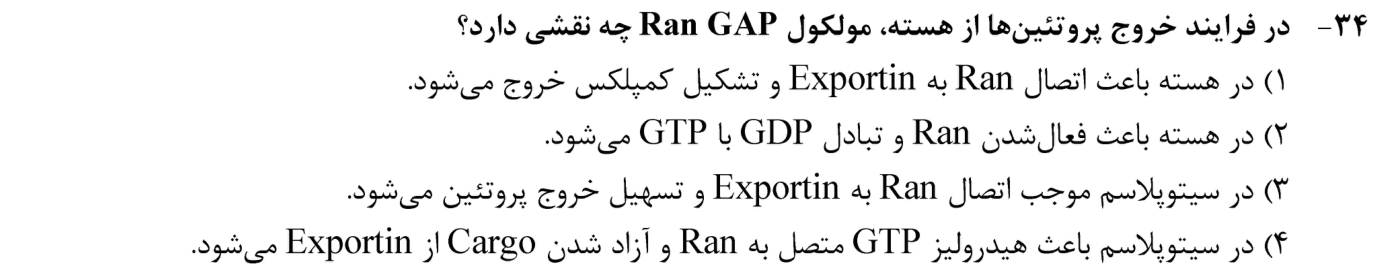 ۳۴- در فرایند خروج پروتئین‌ها از هسته، مولکول Ran GAP چه نقشی دارد؟
۱) در هسته باعث اتصال Ran به Exportin و تشکیل کمپلکس خروج می‌شود.
۲) در هسته باعث فعال‌شدن Ran و تبادل GDP با GTP می‌شود.
۳) در سیتوپلاسم موجب اتصال Ran به Exportin و تسهیل خروج پروتئین می‌شود.
۴) در سیتوپلاسم باعث هیدرولیز GTP متصل به Ran و آزاد شدن Cargo از Exportin می‌شود.